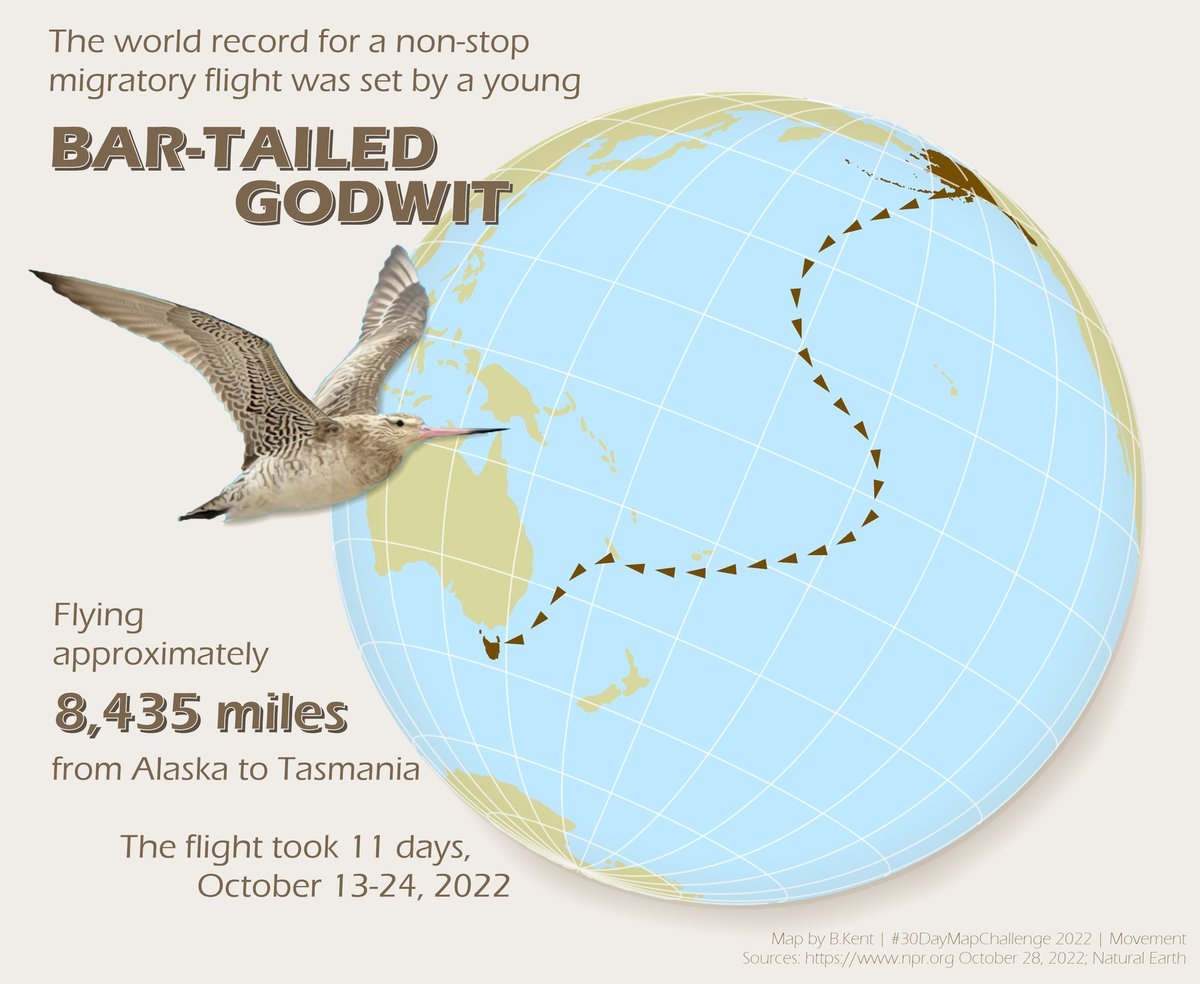 The world record for a non-stop
migratory flight was set by a young
BAR-TAILED
GODWIT
Flying
approximately
8,435 miles
from Alaska to Tasmania
The flight took 11 days,
October 13-24, 2022
Map by B.Kent | #30DayMapChallenge 2022 | Movement
Sources: https://www.npr.org October 28, 2022; Natural Earth